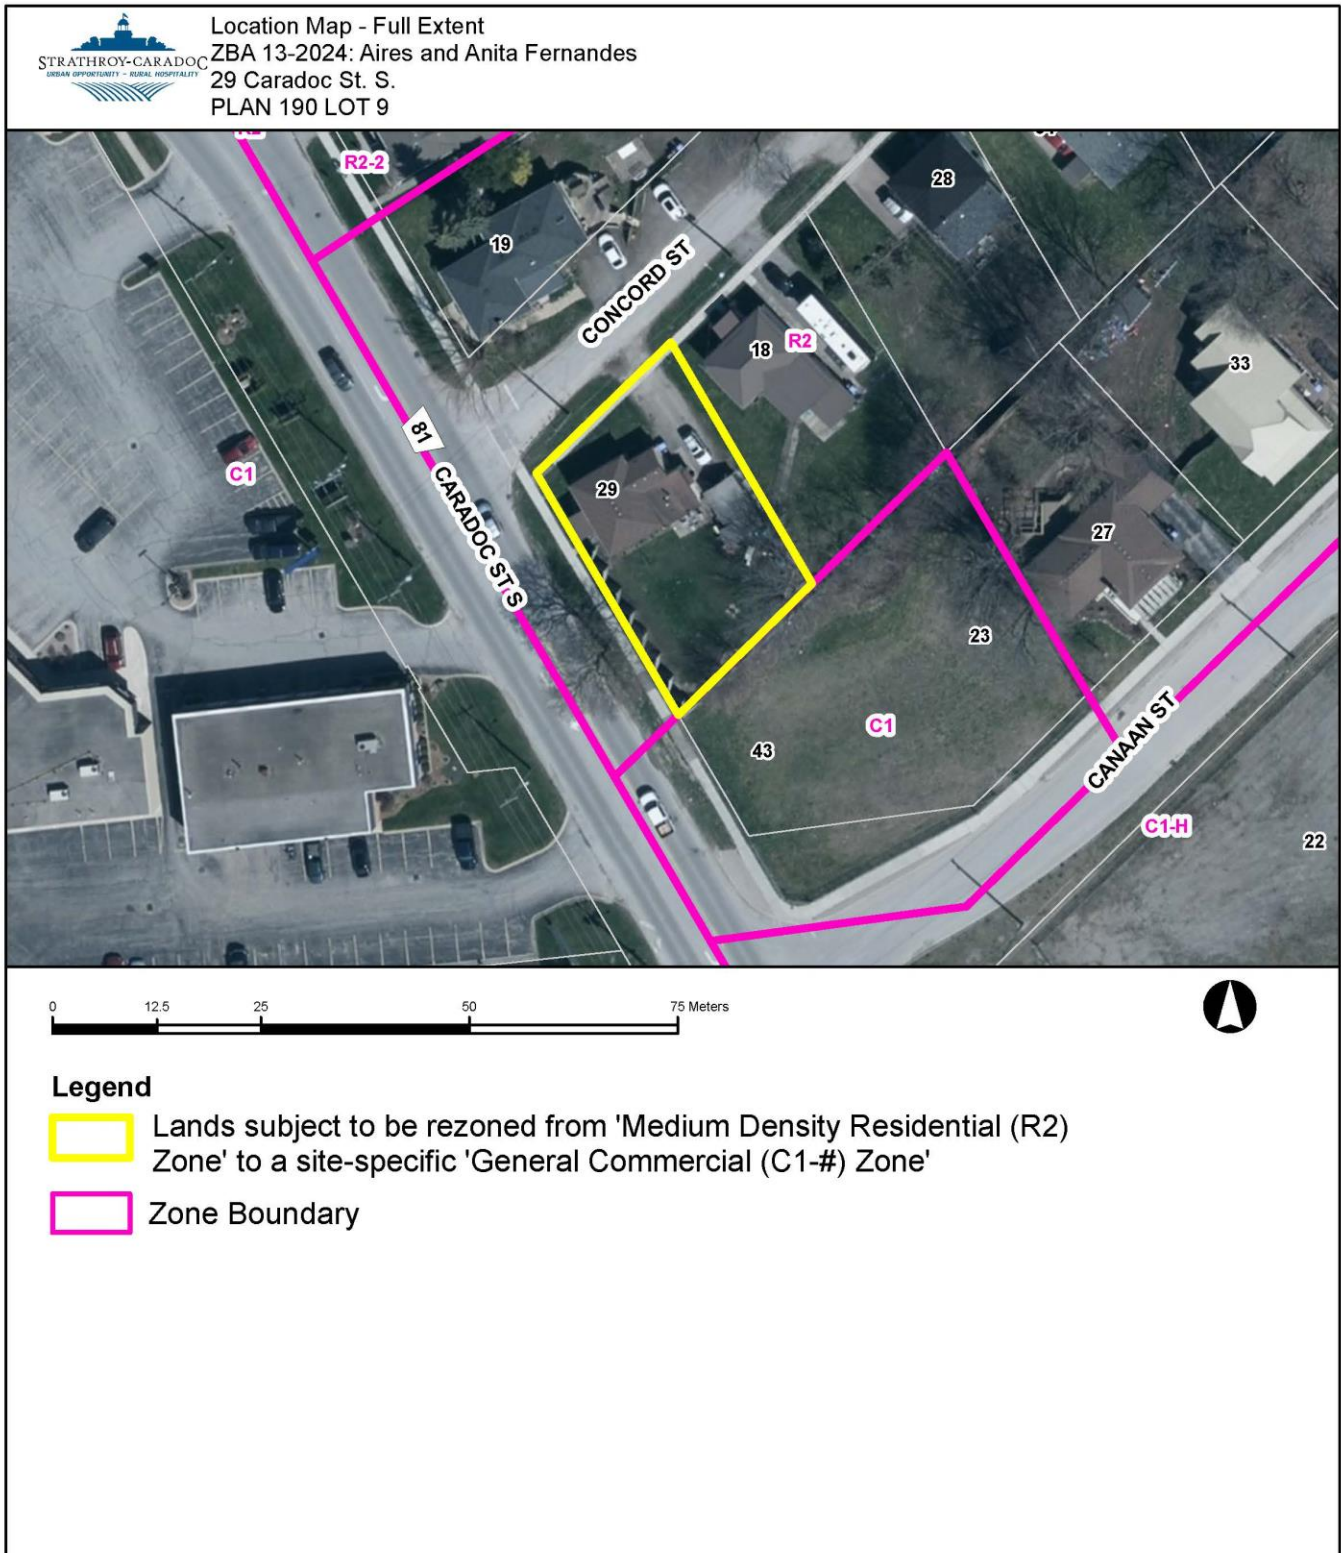 Location Map - Full Extent
STRATHROY-CARADOC
URBAN OPPORTUNITY - RURAL HOSPITALITY
ZBA 13-2024: Aires and Anita Fernandes
29 Caradoc St. S.
PLAN 190 LOT 9
R2-2
28
19
CONCORD ST
18
R2
33
81
C1
CARADOC ST S
29
27
23
C1
43
CANAAN ST
C1-H
22
0
12.5
25
50
75 Meters
Legend
Lands subject to be rezoned from 'Medium Density Residential (R2)
Zone' to a site-specific 'General Commercial (C1-#) Zone'
Zone Boundary